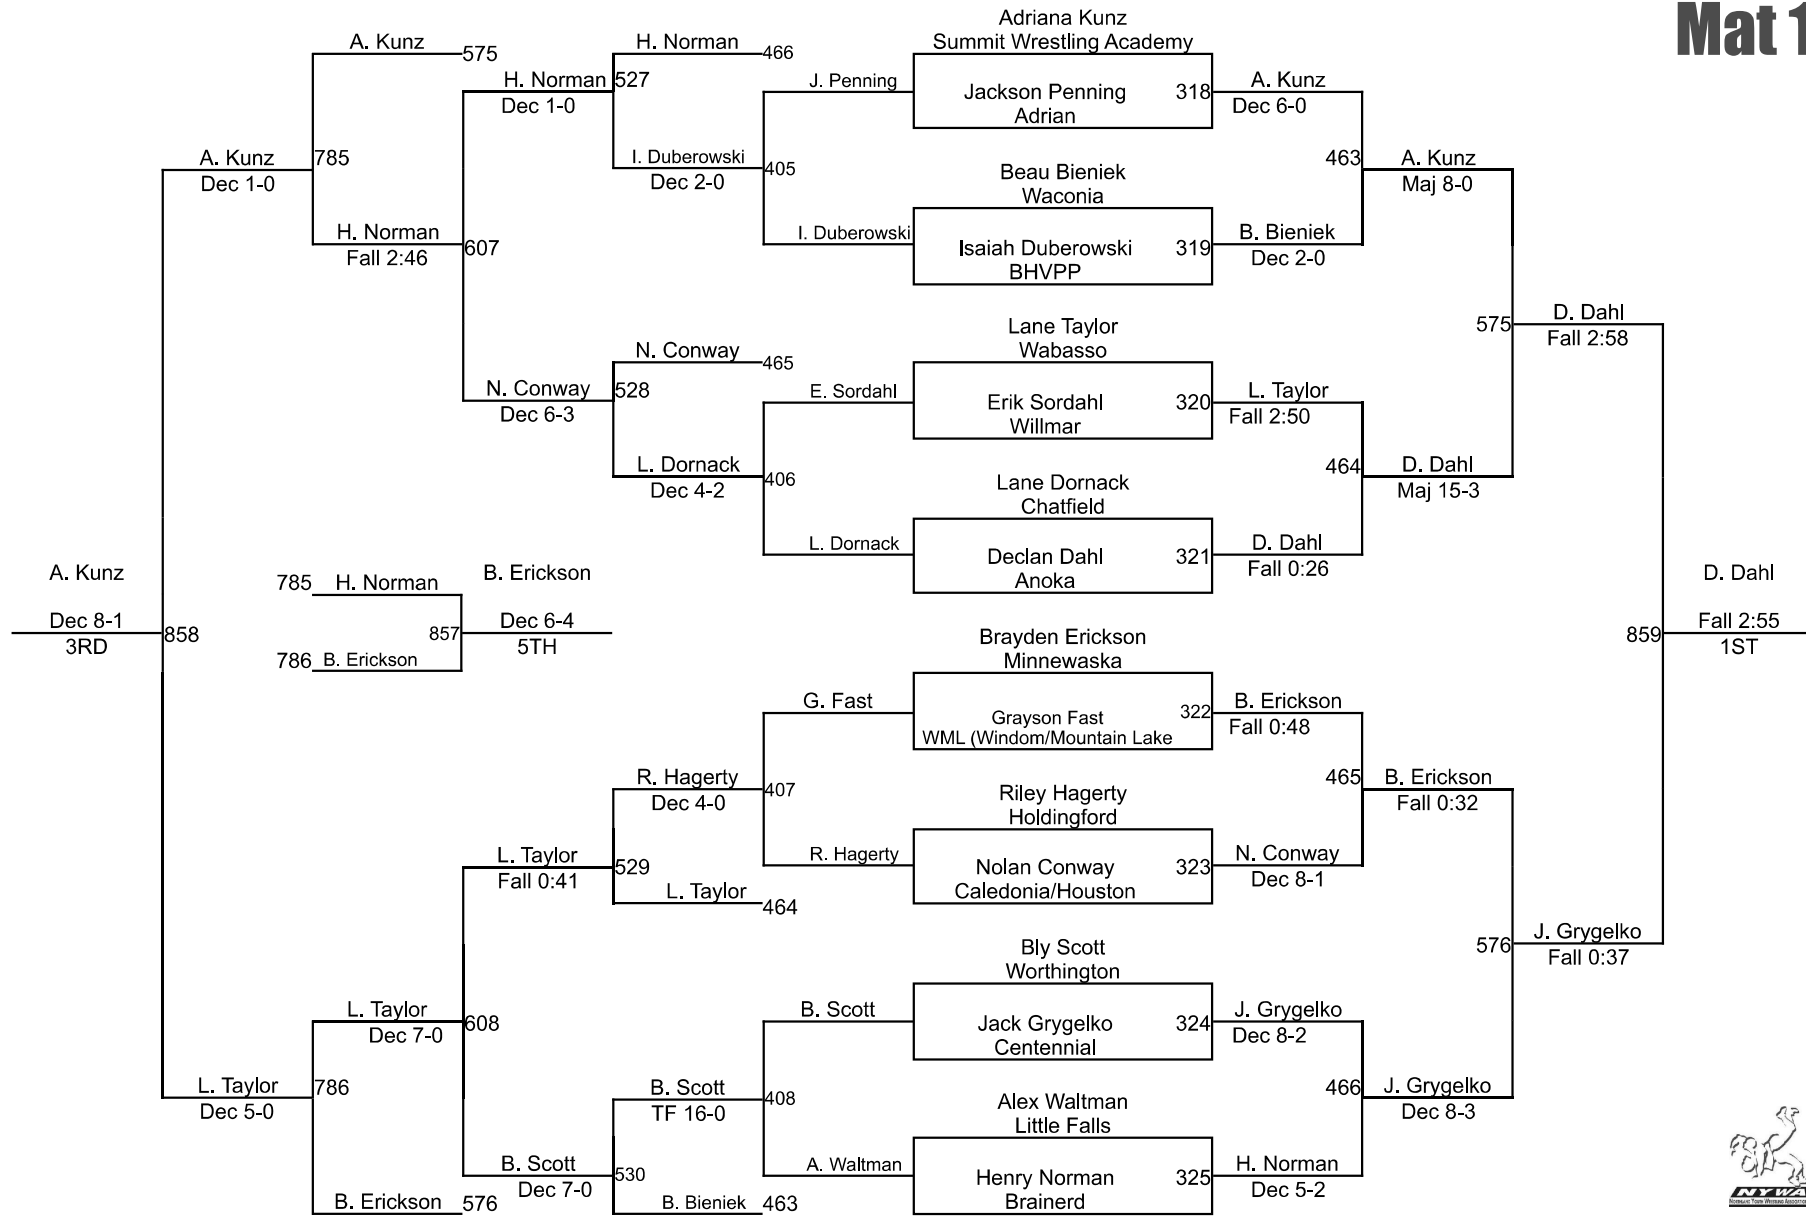 Mat 1
Adriana Kunz
Summit Wrestling Academy
Jackson Penning 318
Adrian
Beau Bieniek
Waconia
Isaiah Duberowski 319
BHVPP
Lane Taylor
Wabasso
Erik Sordahl 320
Willmar
Lane Dornack
Chatfield
Declan Dahl 321
Anoka
Brayden Erickson
Minnewaska
Grayson Fast 322
WML (Windom/Mountain Lake
Riley Hagerty
Holdingford
Nolan Conway 323
Caledonia/Houston
Bly Scott
Worthington
Jack Grygelko 324
Centennial
Alex Waltman
Little Falls
Henry Norman 325
Brainerd
A. Kunz
Dec 6-0
463
B. Bieniek
Dec 2-0
L. Taylor
Fall 2:50
464
D. Dahl
Fall 0:26
B. Erickson
Fall 0:48
465
N. Conway
Dec 8-1
J. Grygelko
Dec 8-2
466
H. Norman
Dec 5-2
A. Kunz
Maj 8-0
575
D. Dahl
Maj 15-3
B. Erickson
Fall 0:32
576
J. Grygelko
Dec 8-3
D. Dahl
Fall 2:58
859
J. Grygelko
Fall 0:37
D. Dahl
Fall 2:55
1ST
J. Penning
405
I. Duberowski
E. Sordahl
406
L. Dornack
G. Fast
407
R. Hagerty
B. Scott
408
A. Waltman
H. Norman 466
527
I. Duberowski
Dec 2-0
N. Conway 465
528
L. Dornack
Dec 4-2
R. Hagerty
Dec 4-0
529
L. Taylor 464
B. Scott
TF 16-0
530
B. Bieniek 463
H. Norman
Dec 1-0
607
N. Conway
Dec 6-3
L. Taylor
Fall 0:41
608
B. Scott
Dec 7-0
A. Kunz 575
785
H. Norman
Fall 2:46
L. Taylor
Dec 7-0
786
B. Erickson 576
A. Kunz
Dec 1-0
858
L. Taylor
Dec 5-0
A. Kunz
Dec 8-1
3RD
785 H. Norman
857
786 B. Erickson
B. Erickson
Dec 6-4
5TH
NYWA